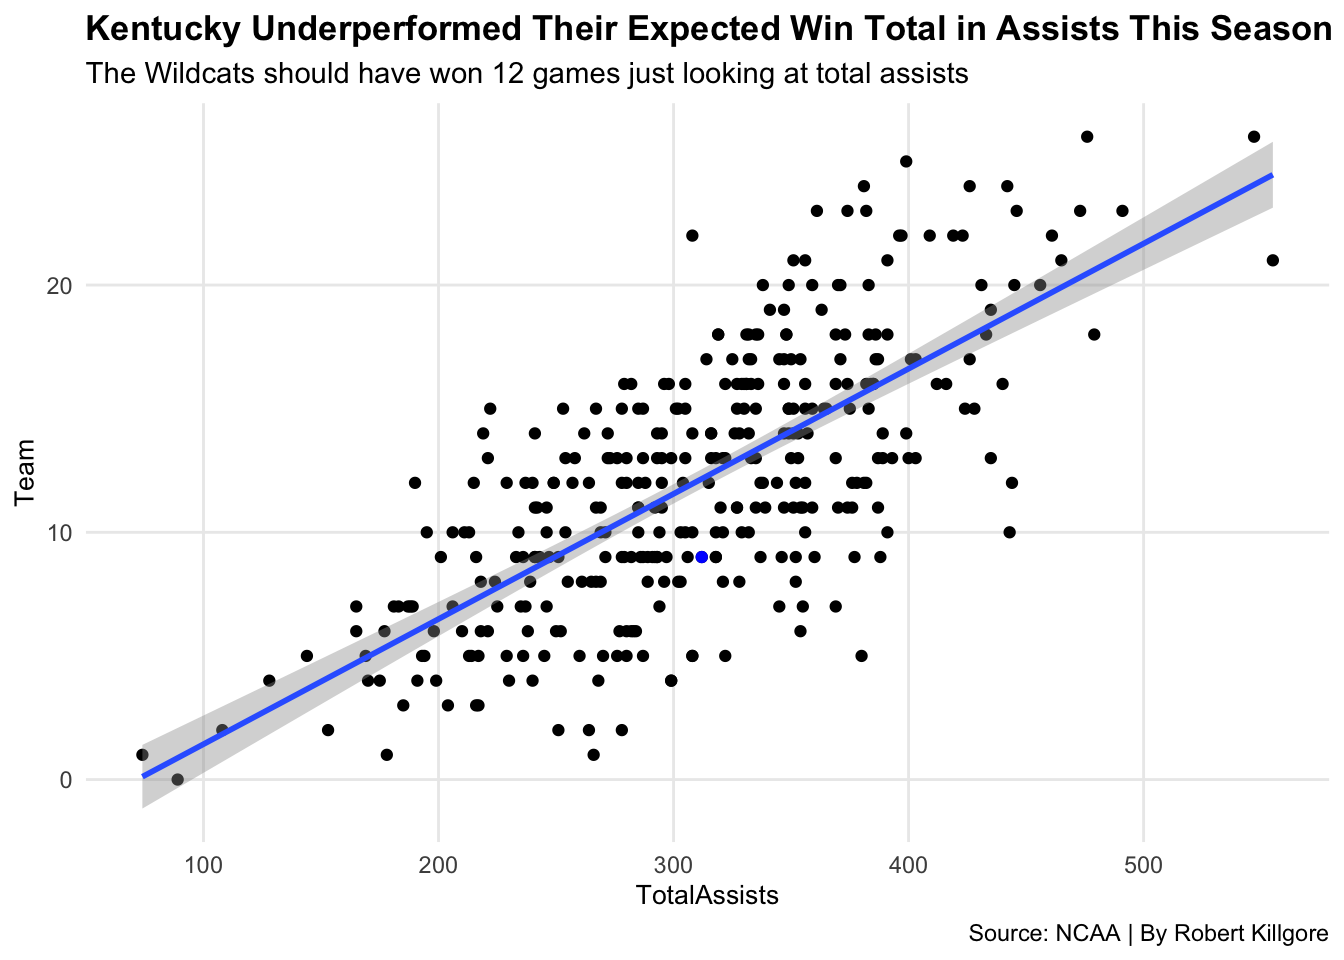 Kentucky Underperformed Their Expected Win Total in Assists This Season
The Wildcats should have won 12 games just looking at total assists
Team
20
10
0
100 200 300 400 500
TotalAssists
Source: NCAA | By Robert Killgore